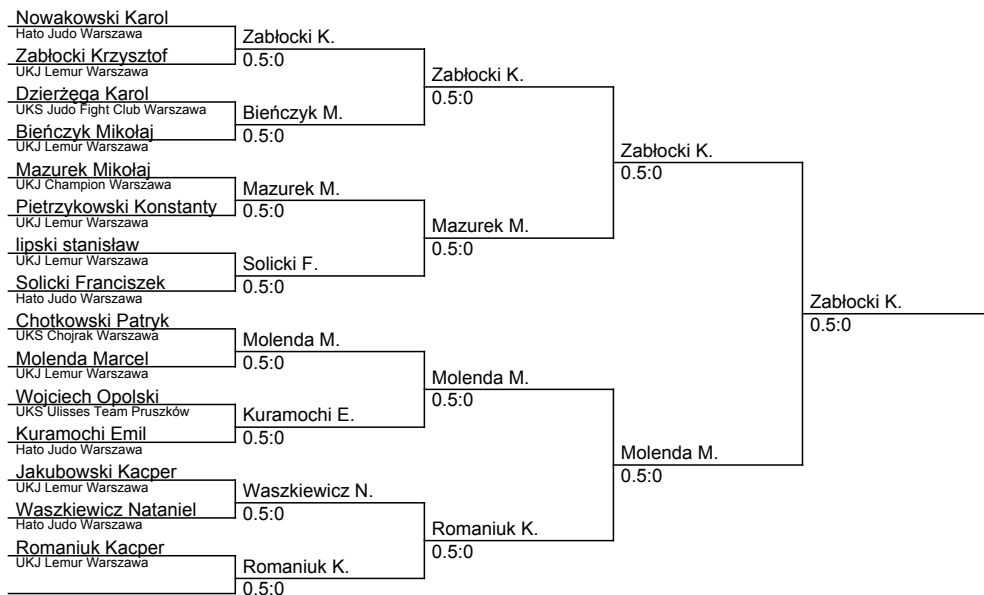 Nowakowski Karol
Hato Judo Warszawa
Zabłocki Krzysztof
UKJ Lemur Warszawa
Dzierżęga Karol
UKS Judo Fight Club Warszawa
Bieńczyk Mikołaj
UKJ Lemur Warszawa
Mazurek Mikołaj
UKJ Champion Warszawa
Pietrzykowski Konstanty
UKJ Lemur Warszawa
lipski stanisław
UKJ Lemur Warszawa
Solicki Franciszek
Hato Judo Warszawa
Chotkowski Patryk
UKS Chojrak Warszawa
Molenda Marcel
UKJ Lemur Warszawa
Wojciech Opolski
UKS Ulisses Team Pruszków
Kuramochi Emil
Hato Judo Warszawa
Jakubowski Kacper
UKJ Lemur Warszawa
Waszkiewicz Nataniel
Hato Judo Warszawa
Romaniuk Kacper
UKJ Lemur Warszawa
Zabłocki K.
0.5:0
Bieńczyk M.
0.5:0
Mazurek M.
0.5:0
Solicki F.
0.5:0
Molenda M.
0.5:0
Kuramochi E.
0.5:0
Waszkiewicz N.
0.5:0
Romaniuk K.
0.5:0
Zabłocki K.
0.5:0
Mazurek M.
0.5:0
Molenda M.
0.5:0
Romaniuk K.
0.5:0
Zabłocki K.
0.5:0
Molenda M.
0.5:0
Zabłocki K.
0.5:0